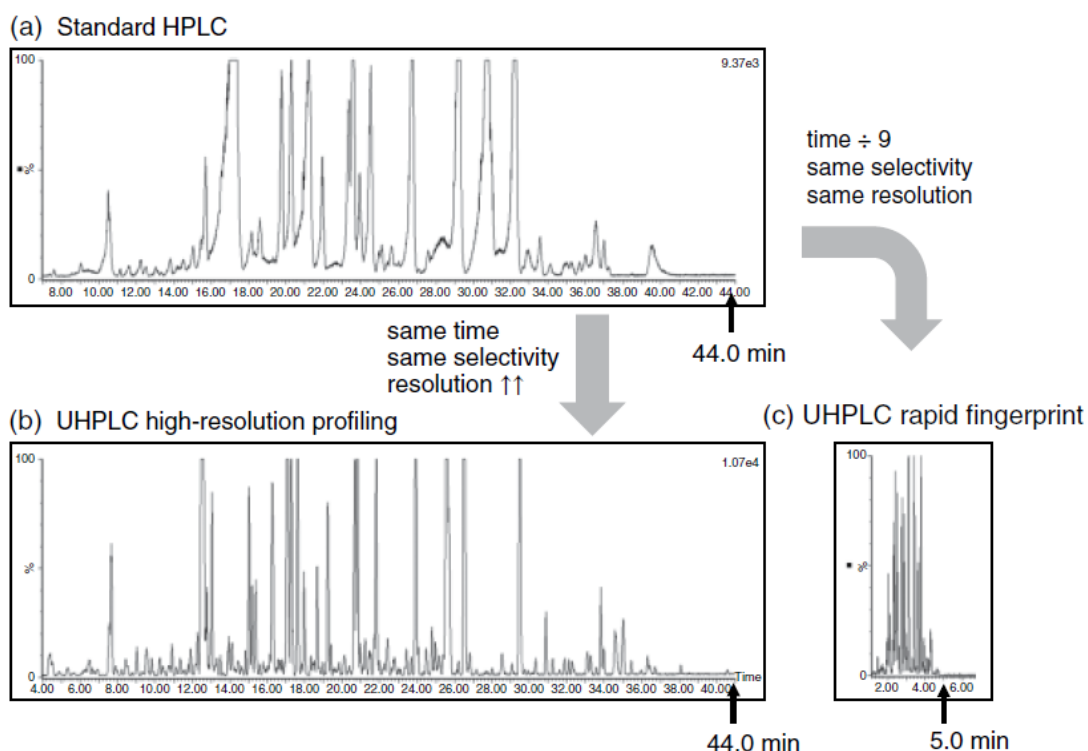 (a) Standard HPLC
100
9.37e3
%
0
8.00 10.00 12.00 14.00 16.00 18.00 20.00 22.00 24.00 26.00 28.00 30.00 32.00 34.00 36.00 38.00 40.00 42.00 44.00
44.0 min
time ÷ 9
same selectivity
same resolution
same time
same selectivity
resolution ↑↑
(b) UHPLC high-resolution profiling
100
1.07e4
%
0
Time
4.00 6.00 8.00 10.00 12.00 14.00 16.00 18.00 20.00 22.00 24.00 26.00 28.00 30.00 32.00 34.00 36.00 38.00 40.00
44.0 min
(c) UHPLC rapid fingerprint
100
%
0
2.00 4.00 6.00
5.0 min